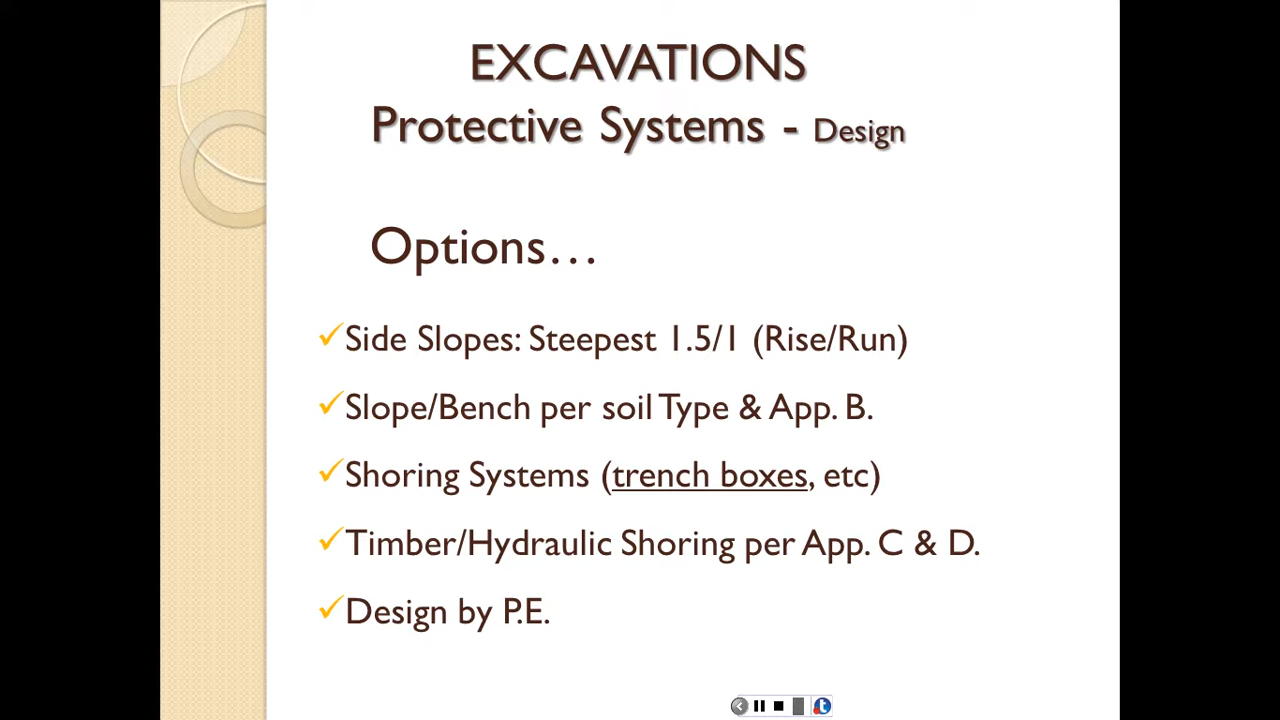 EXCAVATIONS
Protective Systems - Design
Options…
Side Slopes: Steepest 1.5/1 (Rise/Run)
Slope/Bench per soil Type & App. B.
Shoring Systems (trench boxes, etc)
Timber/Hydraulic Shoring per App. C & D.
Design by P.E.
t